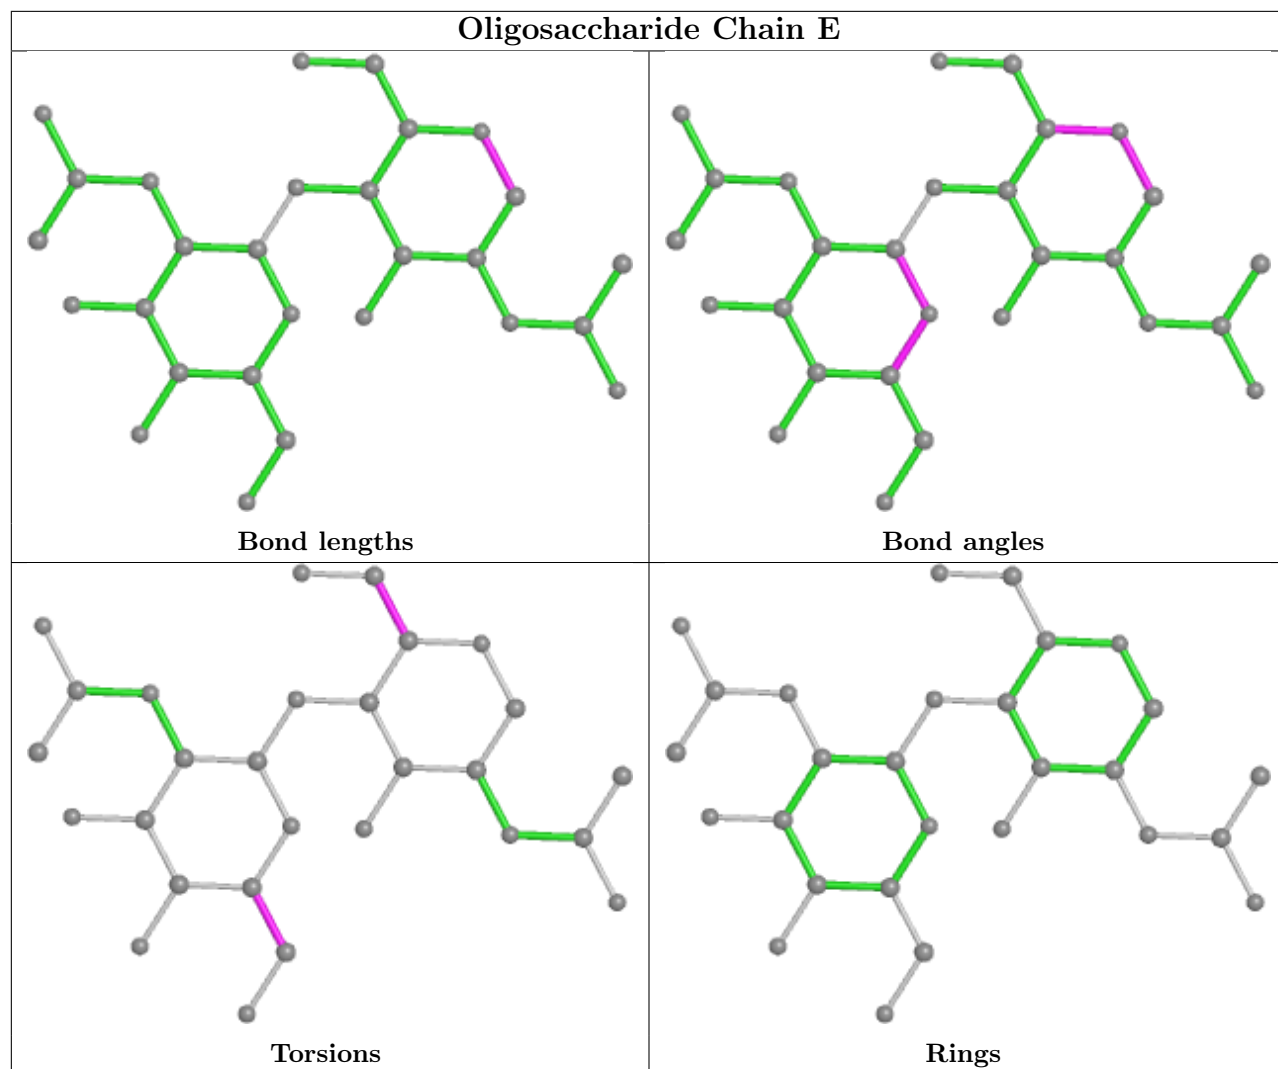 Oligosaccharide Chain E
Bond lengths
Bond angles
Torsions
Rings